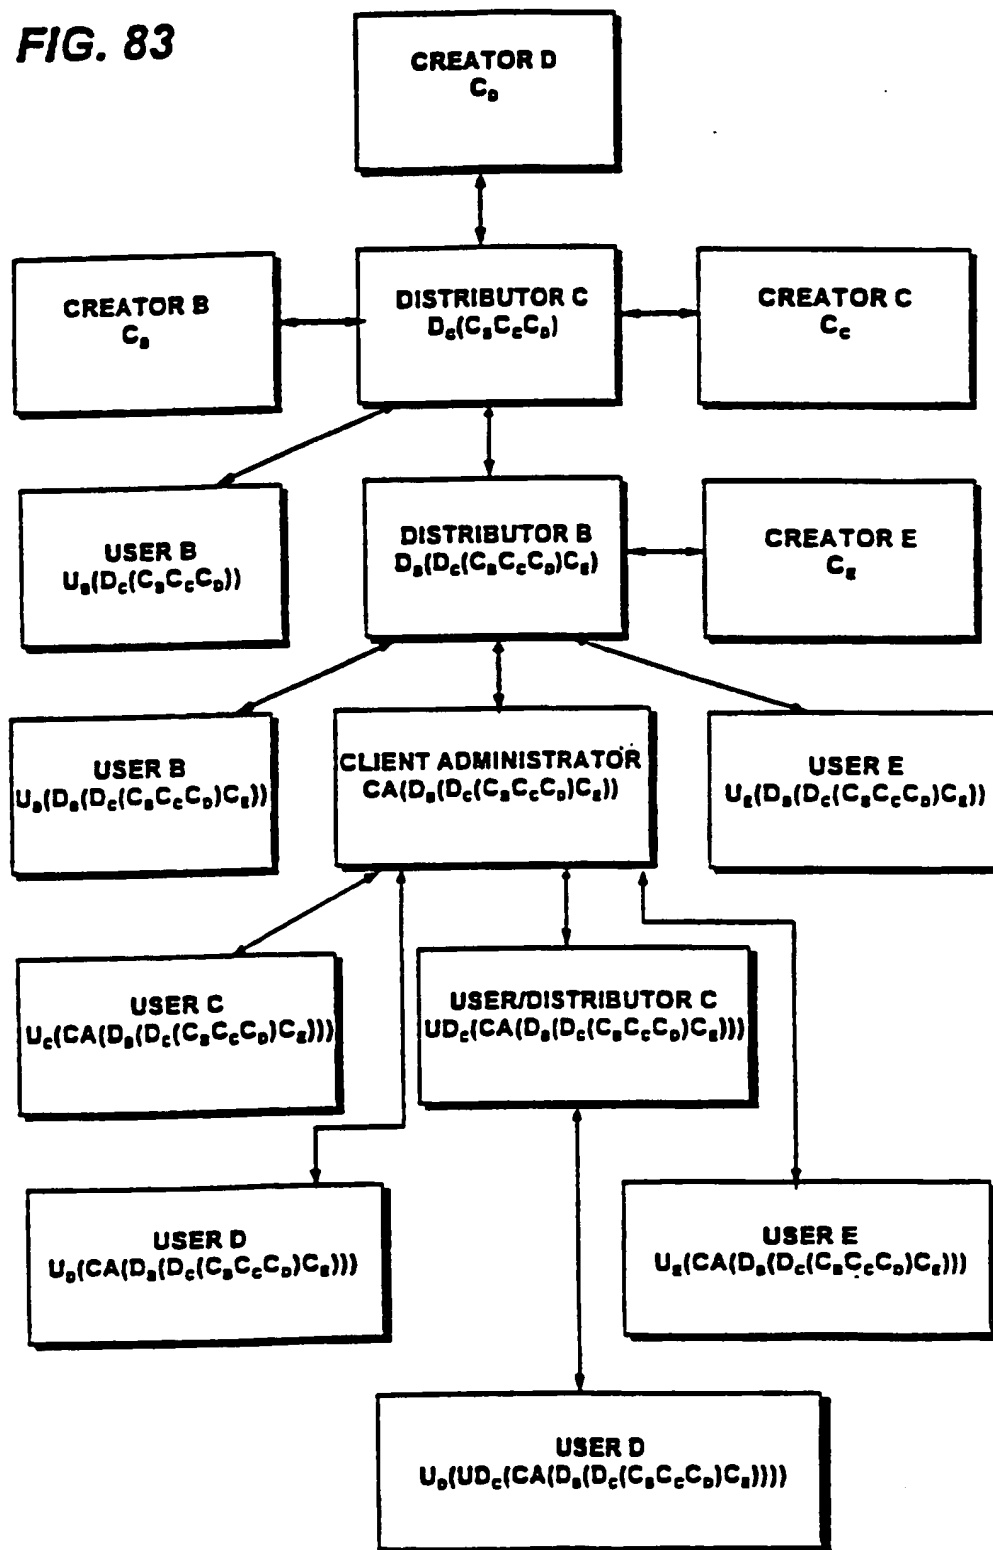 FIG. 83
CREATOR D
C_D
CREATOR B
C_B
DISTRIBUTOR C
D_C(C_BC_CC_D)
CREATOR C
C_C
USER B
U_B(D_C(C_BC_CC_D))
DISTRIBUTOR B
D_B(D_C(C_BC_CC_D)C_E)
CREATOR E
C_E
USER B
U_B(D_B(D_C(C_BC_CC_D)C_E))
CLIENT ADMINISTRATOR
CA(D_B(D_C(C_BC_CC_D)C_E))
USER E
U_E(D_B(D_C(C_BC_CC_D)C_E))
USER C
U_C(CA(D_B(D_C(C_BC_CC_D)C_E)))
USER/DISTRIBUTOR C
UD_C(CA(D_B(D_C(C_BC_CC_D)C_E)))
USER D
U_D(CA(D_B(D_C(C_BC_CC_D)C_E)))
USER E
U_E(CA(D_B(D_C(C_BC_CC_D)C_E)))
USER D
U_D(UD_C(CA(D_B(D_C(C_BC_CC_D)C_E))))